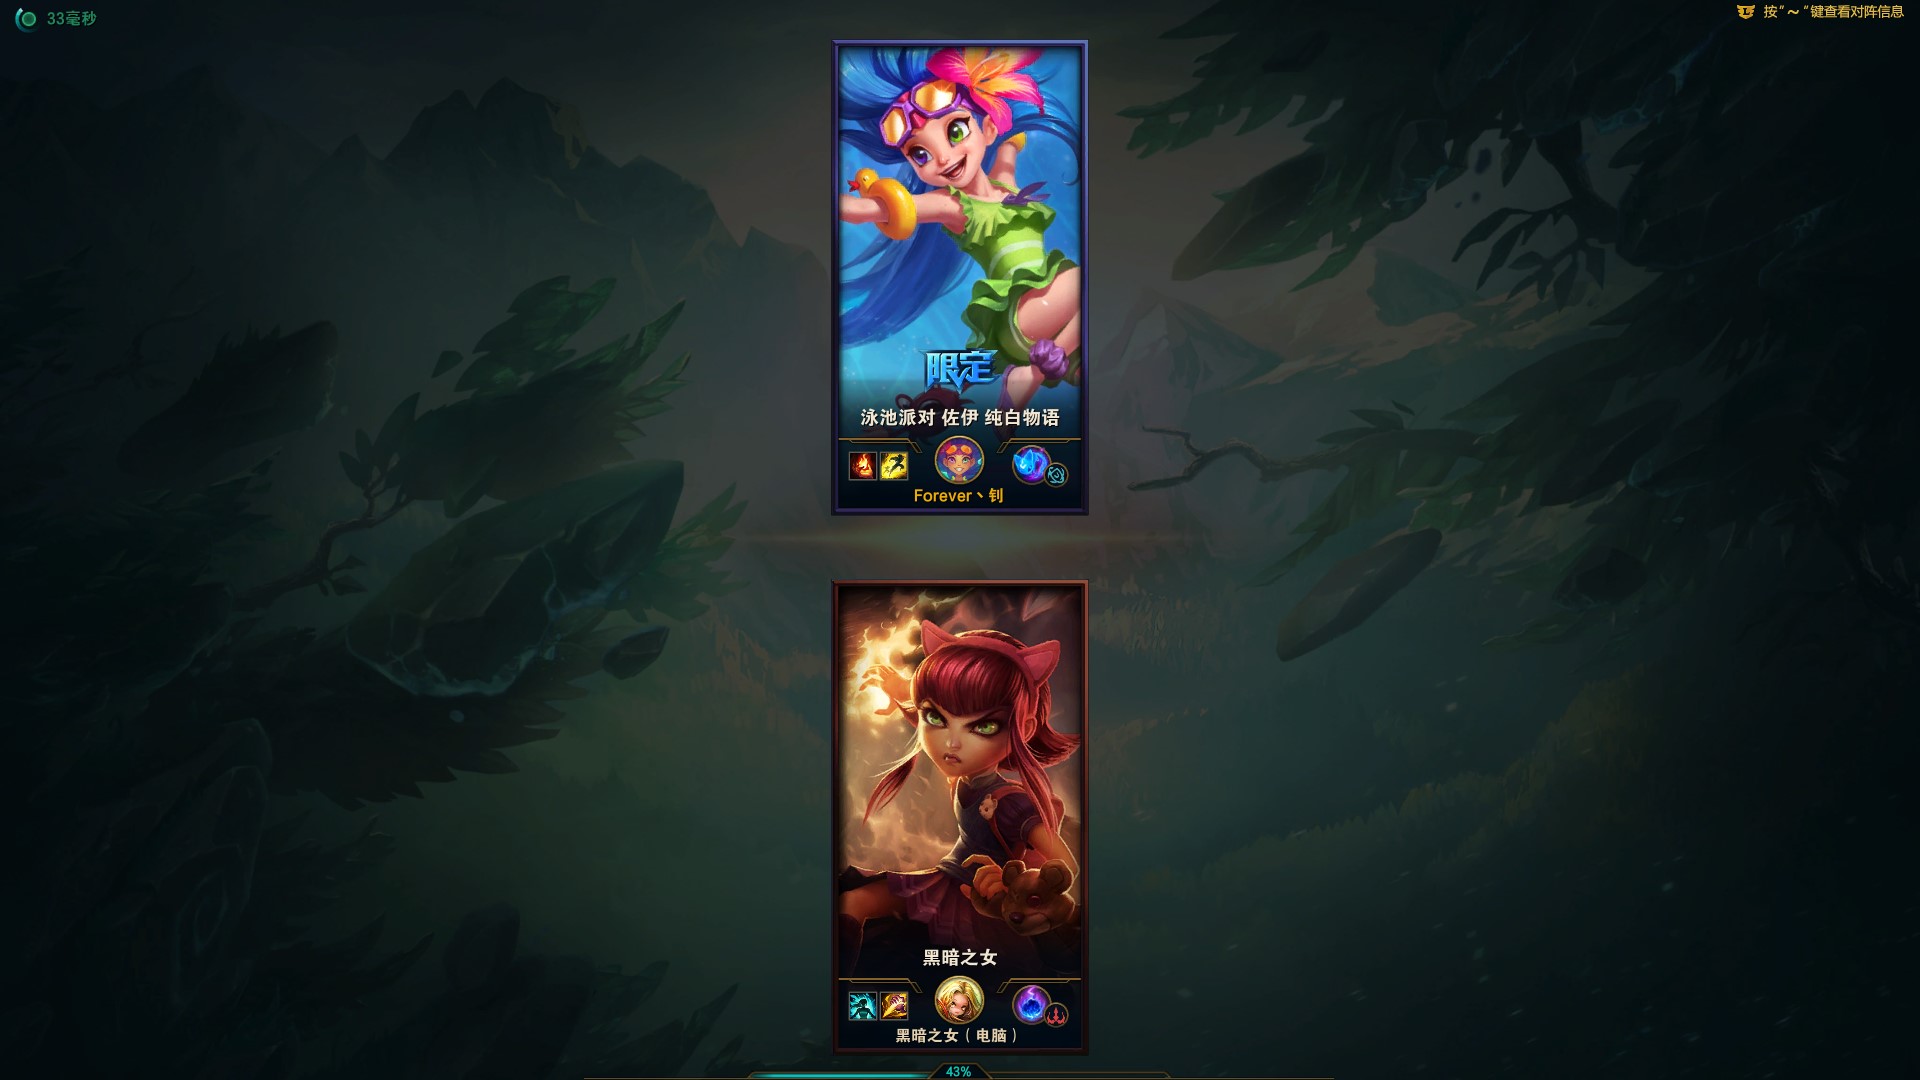 33毫秒
按“~”键查看对阵信息
限定
泳池派对 佐伊 纯白物语
Forever丶钊
黑暗之女
黑暗之女（电脑）
43%